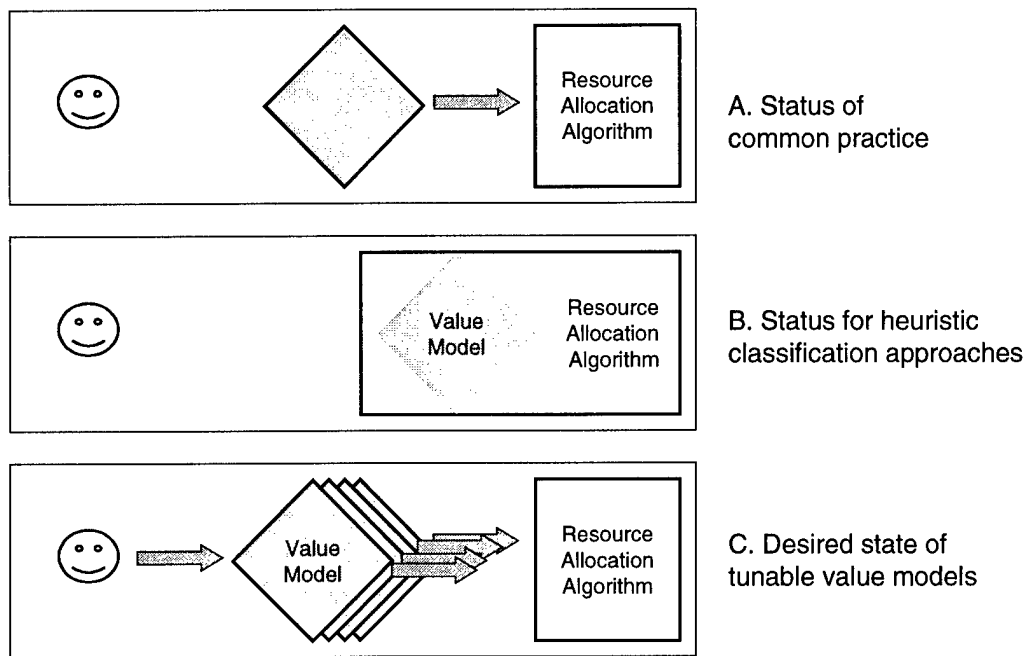 Resource
Allocation
Algorithm
A. Status of
common practice
Value
Model
Resource
Allocation
Algorithm
B. Status for heuristic
classification approaches
Value
Model
Resource
Allocation
Algorithm
C. Desired state of
tunable value models